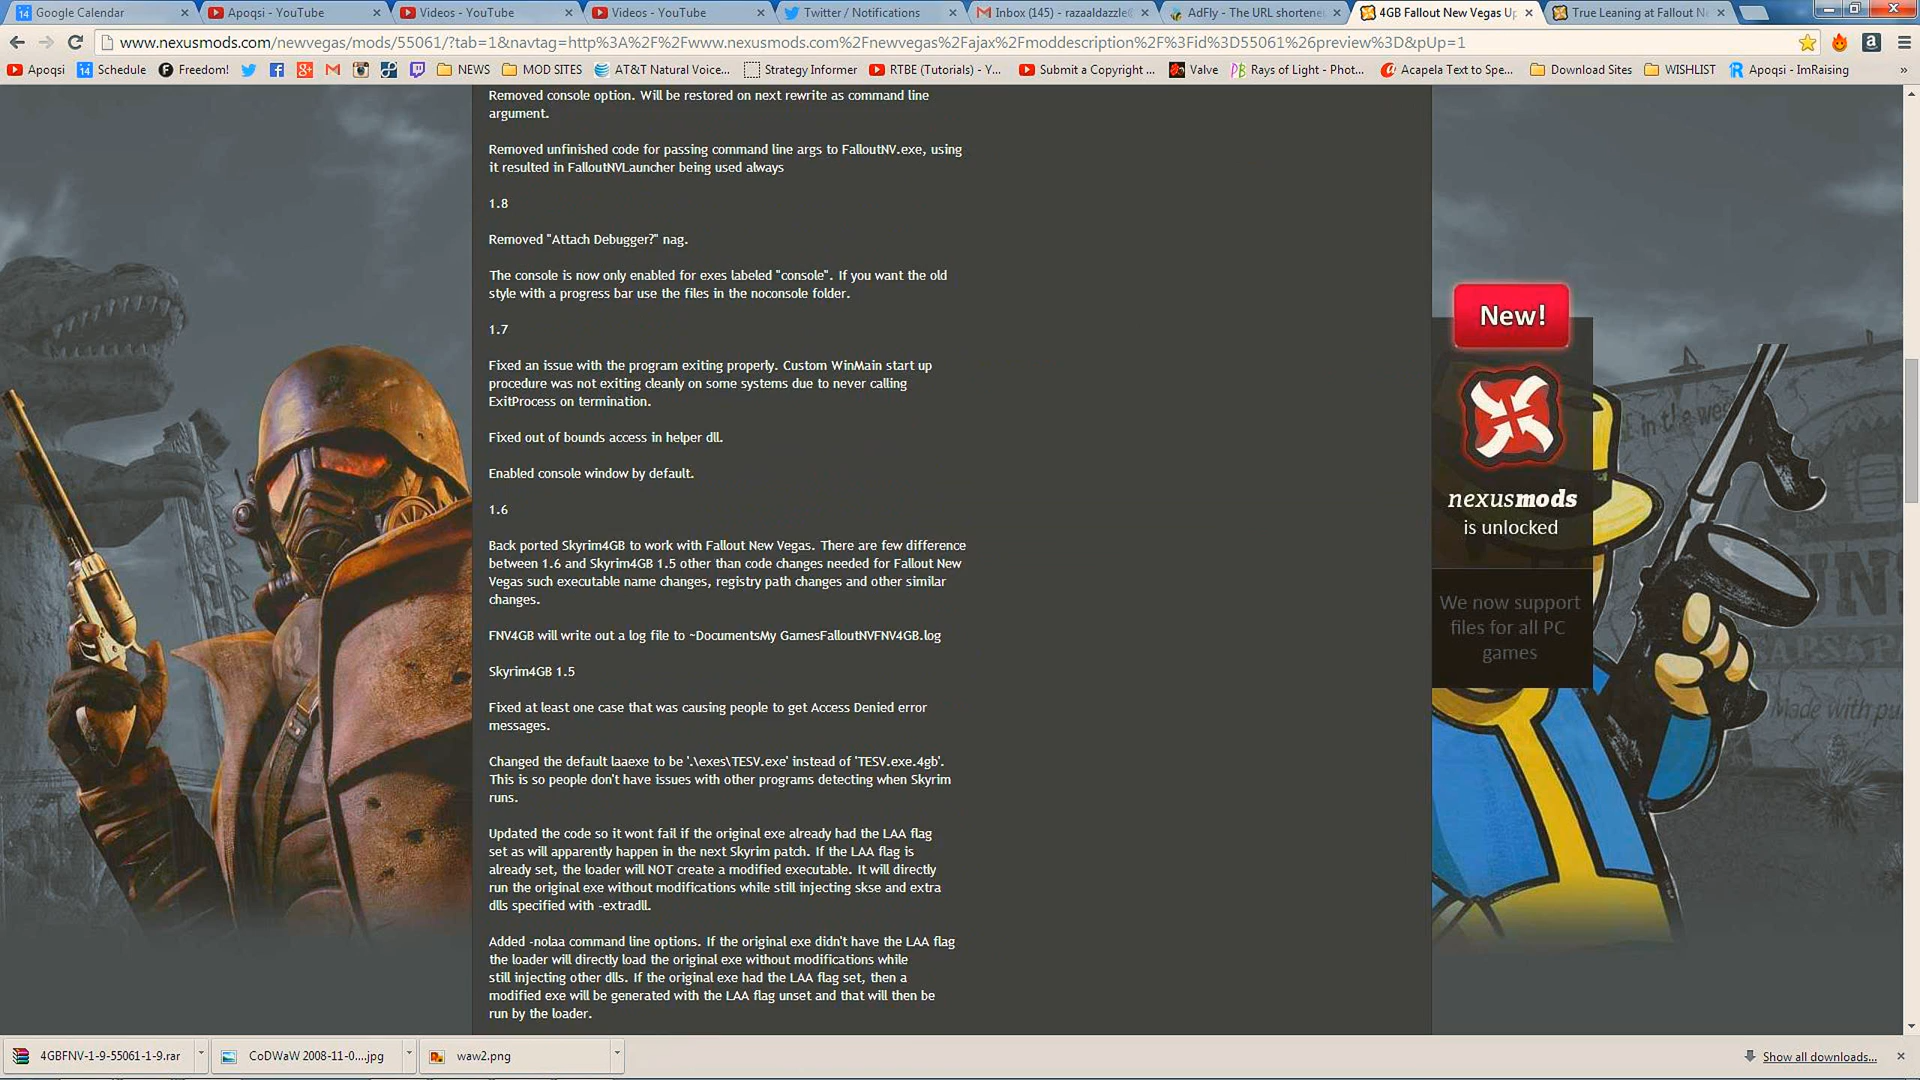 Google Calendar
Apoqsi - YouTube
Videos - YouTube
Videos - YouTube
Twitter / Notifications
Inbox (145) - razaaldazzle@
AdFly - The URL shortene
4GB Fallout New Vegas Up
True Leaning at Fallout Ne
www.nexusmods.com/newvegas/mods/55061/?tab=1&navtag=http%3A%2F%2Fwww.nexusmods.com%2Fnewvegas%2Fajax%2Fmoddescription%2F%3Fid%3D55061%26preview%3D&pUp=1
Apoqsi
Schedule
Freedom!
NEWS
MOD SITES
AT&T Natural Voice...
Strategy Informer
RTBE (Tutorials) - Y...
Submit a Copyright ...
Valve
Rays of Light - Phot...
Acapela Text to Spe...
Download Sites
WISHLIST
Apoqsi - ImRaising
»
Removed console option. Will be restored on next rewrite as command line
argument.
Removed unfinished code for passing command line args to FalloutNV.exe, using
it resulted in FalloutNVLauncher being used always
1.8
Removed "Attach Debugger?" nag.
The console is now only enabled for exes labeled "console". If you want the old
style with a progress bar use the files in the noconsole folder.
1.7
Fixed an issue with the program exiting properly. Custom WinMain start up
procedure was not exiting cleanly on some systems due to never calling
ExitProcess on termination.
Fixed out of bounds access in helper dll.
Enabled console window by default.
1.6
Back ported Skyrim4GB to work with Fallout New Vegas. There are few difference
between 1.6 and Skyrim4GB 1.5 other than code changes needed for Fallout New
Vegas such executable name changes, registry path changes and other similar
changes.
FNV4GB will write out a log file to ~DocumentsMy GamesFalloutNVFNV4GB.log
Skyrim4GB 1.5
Fixed at least one case that was causing people to get Access Denied error
messages.
Changed the default laaexe to be '.\exes\TESV.exe' instead of 'TESV.exe.4gb'.
This is so people don't have issues with other programs detecting when Skyrim
runs.
Updated the code so it wont fail if the original exe already had the LAA flag
set as will apparently happen in the next Skyrim patch. If the LAA flag is
already set, the loader will NOT create a modified executable. It will directly
run the original exe without modifications while still injecting skse and extra
dlls specified with -extradll.
Added -nolaa command line options. If the original exe didn't have the LAA flag
the loader will directly load the original exe without modifications while
still injecting other dlls. If the original exe had the LAA flag set, then a
modified exe will be generated with the LAA flag unset and that will then be
run by the loader.
New!
nexusmods
is unlocked
We now support
files for all PC
games
in the we
UNS
Made with pu
4GBFNV-1-9-55061-1-9.rar
CoDWaW 2008-11-0....jpg
waw2.png
Show all downloads...